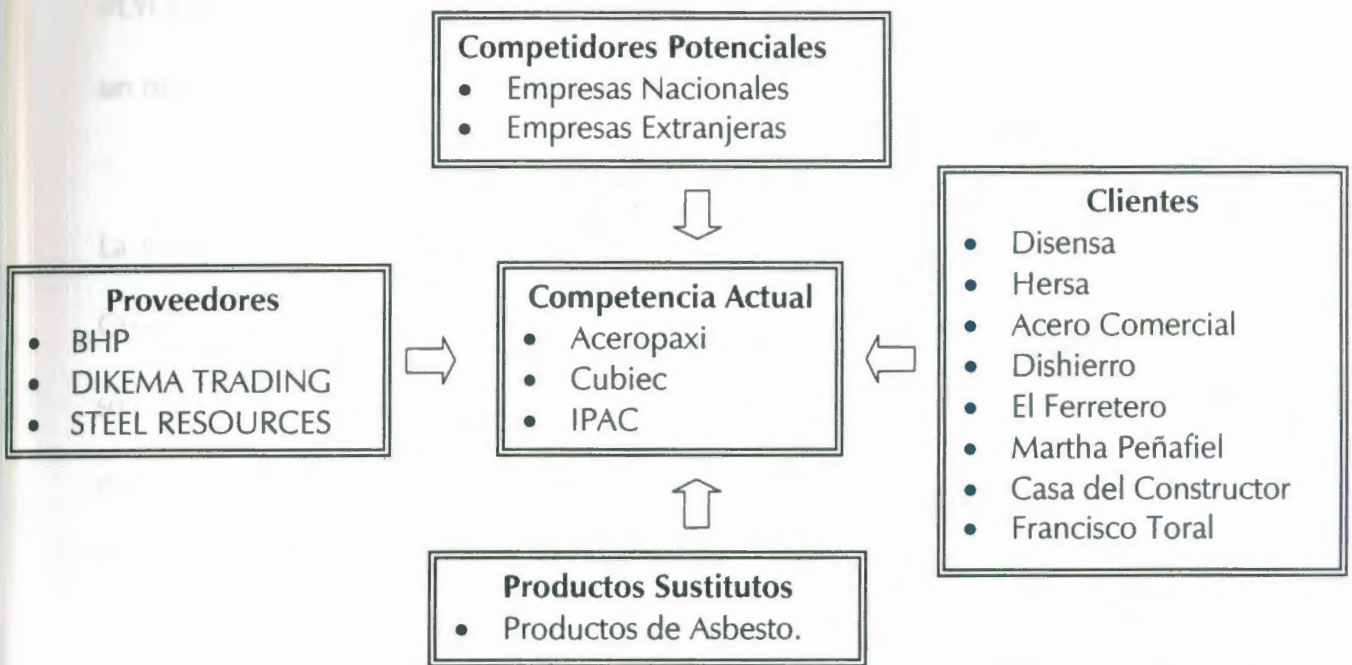 Competidores Potenciales
• Empresas Nacionales
• Empresas Extranjeras
Clientes
• Disensa
• Hersa
• Acero Comercial
• Dishierro
• El Ferretero
• Martha Peñafiel
• Casa del Constructor
• Francisco Toral
Proveedores
• BHP
• DIKEMA TRADING
• STEEL RESOURCES
Competencia Actual
• Aceropaxi
• Cubiec
• IPAC
Productos Sustitutos
• Productos de Asbesto.
La